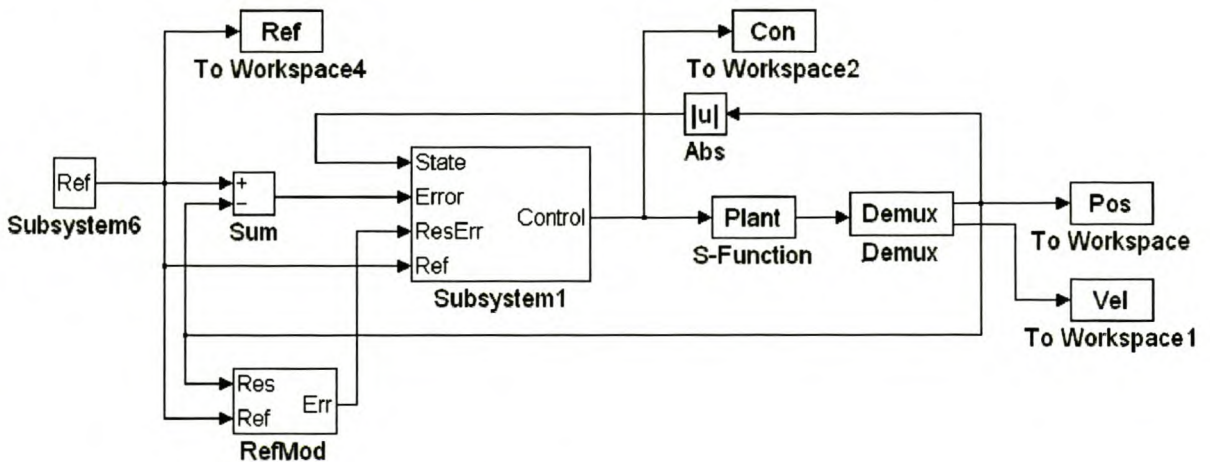 Ref
To Workspace4
Con
To Workspace2
|u|
Abs
Ref
Subsystem6
+
−
Sum
State
Error
ResErr
Ref
Control
Subsystem1
Plant
S-Function
Demux
Demux
Pos
To Workspace
Vel
To Workspace1
Res
Ref
Err
RefMod